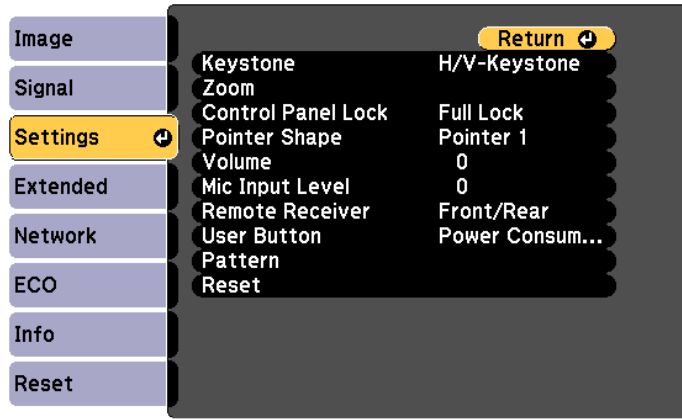 Image
Signal
Settings
Extended
Network
ECO
Info
Reset
Return
Keystone H/V-Keystone
Zoom
Control Panel Lock Full Lock
Pointer Shape Pointer 1
Volume 0
Mic Input Level 0
Remote Receiver Front/Rear
User Button Power Consum...
Pattern
Reset